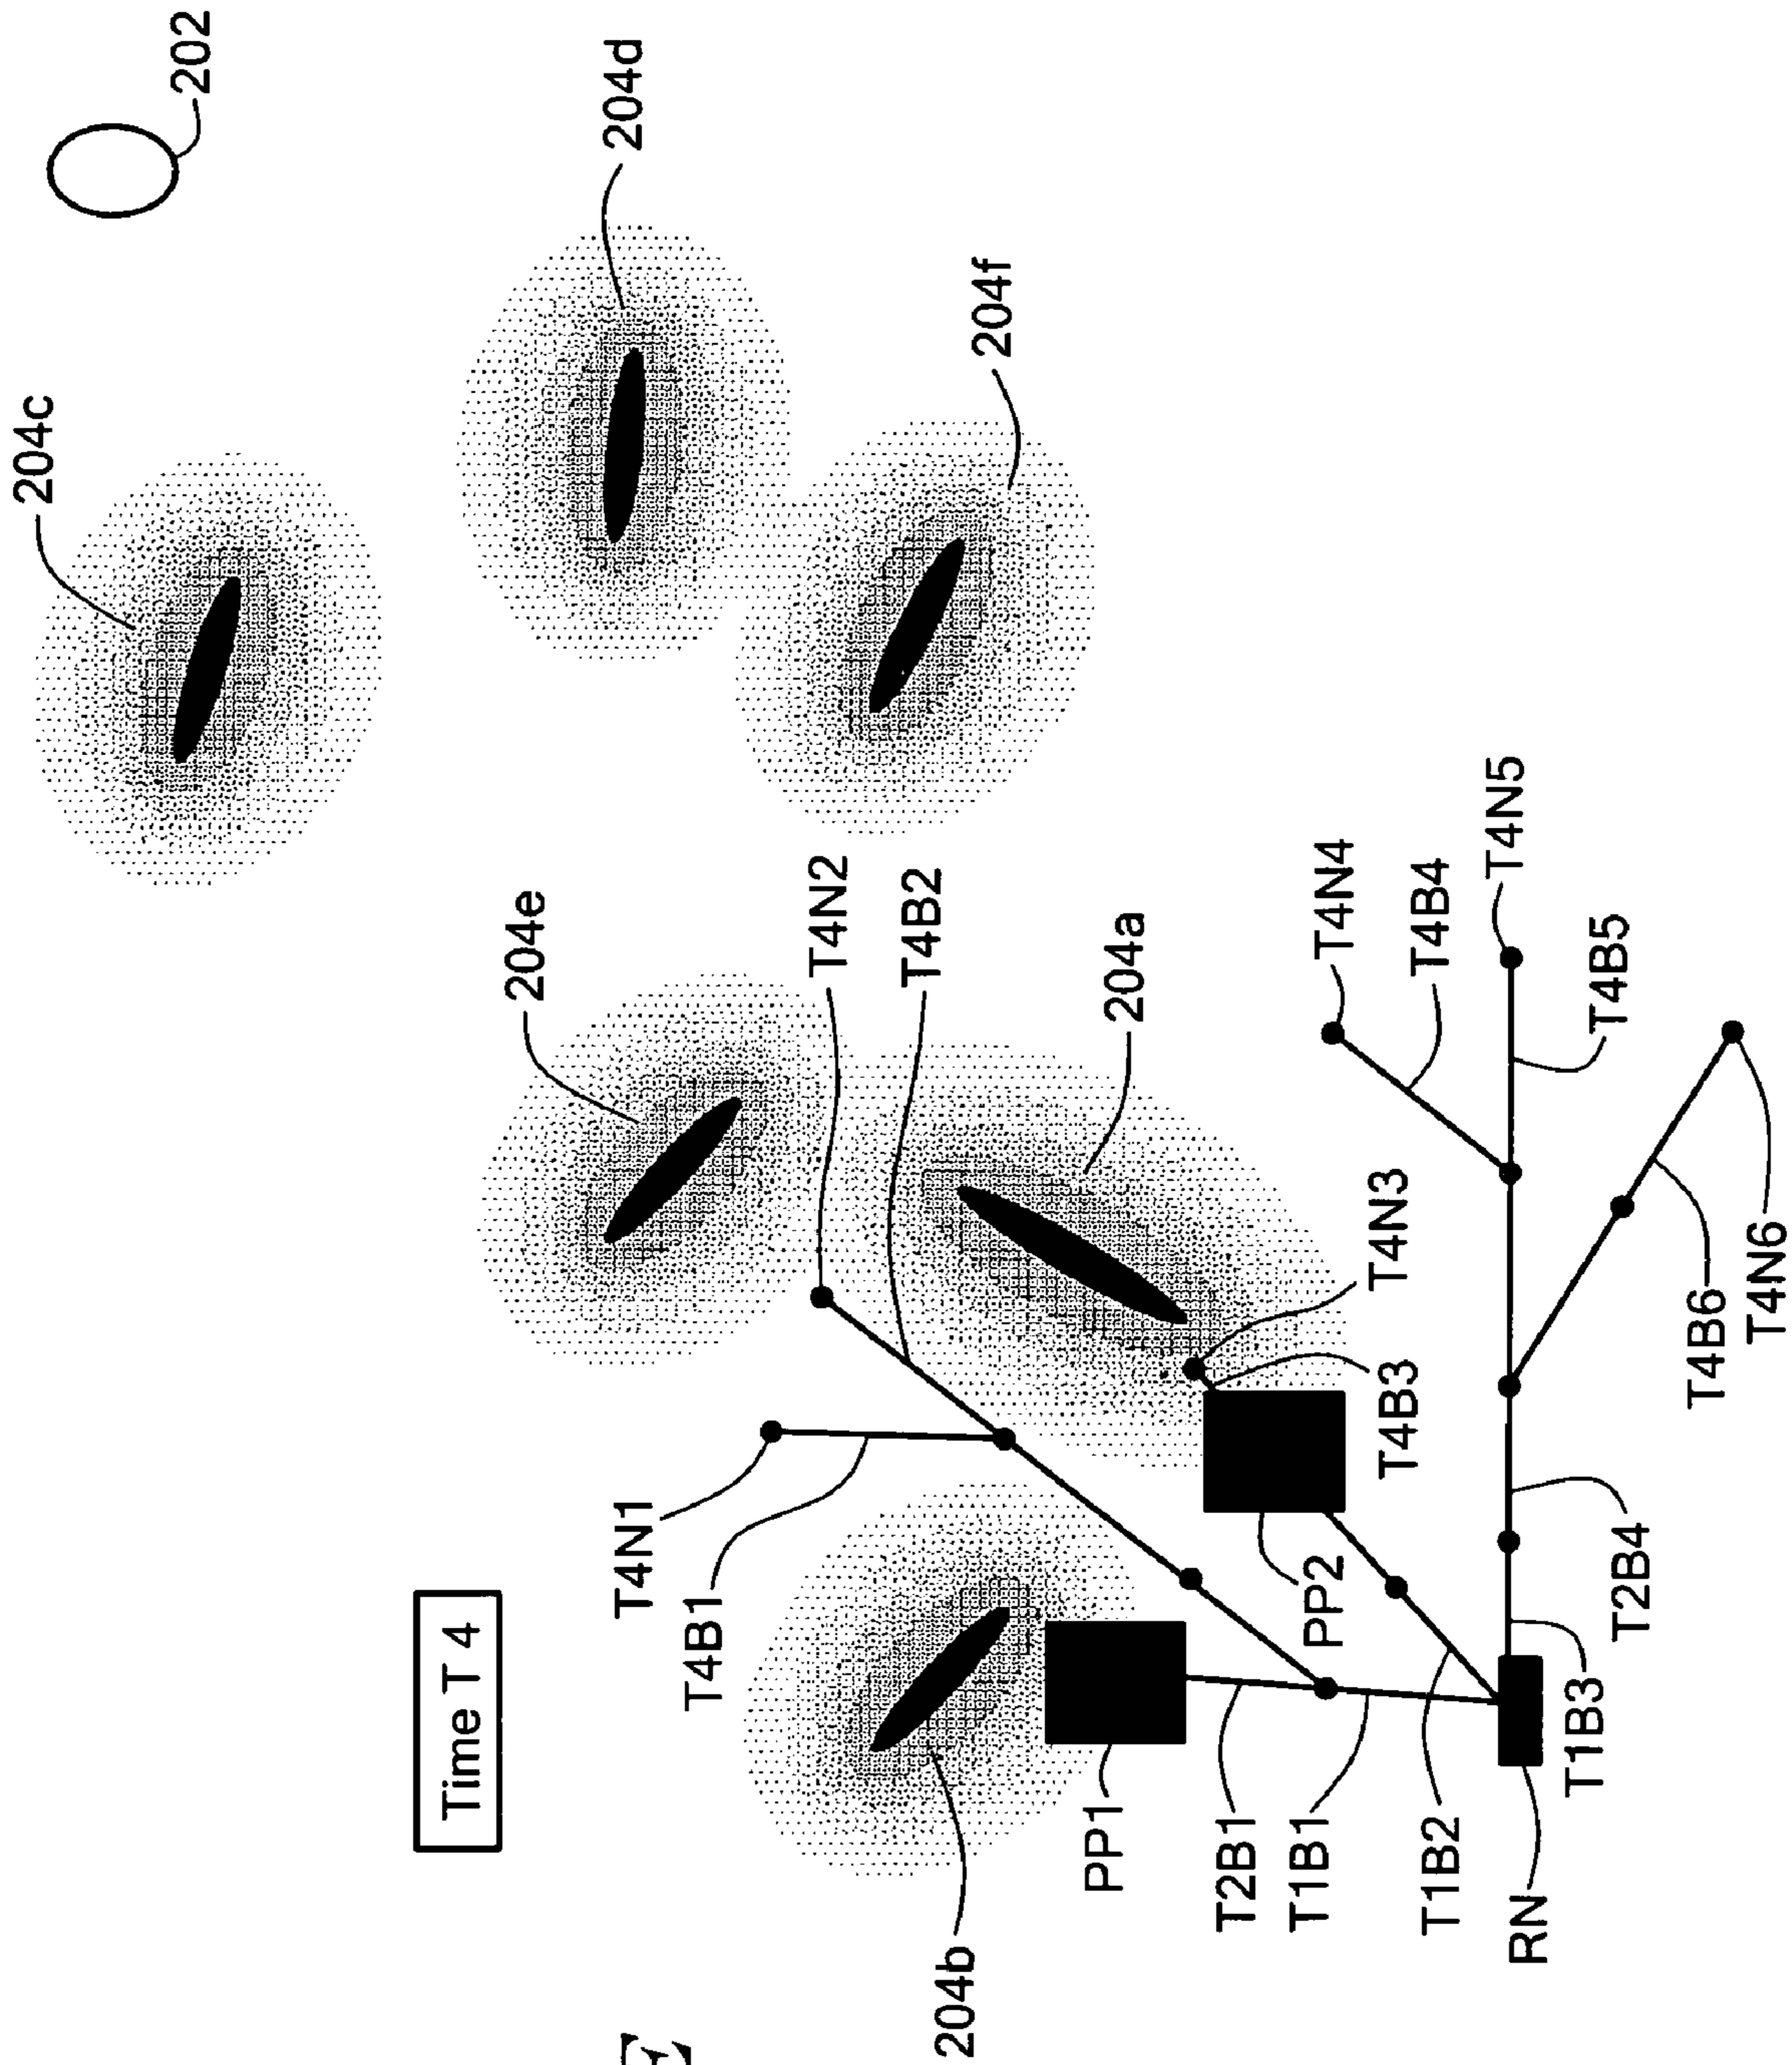 Time T 4
202
204c
204d
204e
204f
T4N2
T4B2
204a
T4N1
T4B1
204b
PP1
T2B1
T1B1
T1B2
RN
T1B3
PP2
T2B4
T4N3
T4B3
T4N4
T4B4
T4N5
T4B5
T4B6
T4N6
E